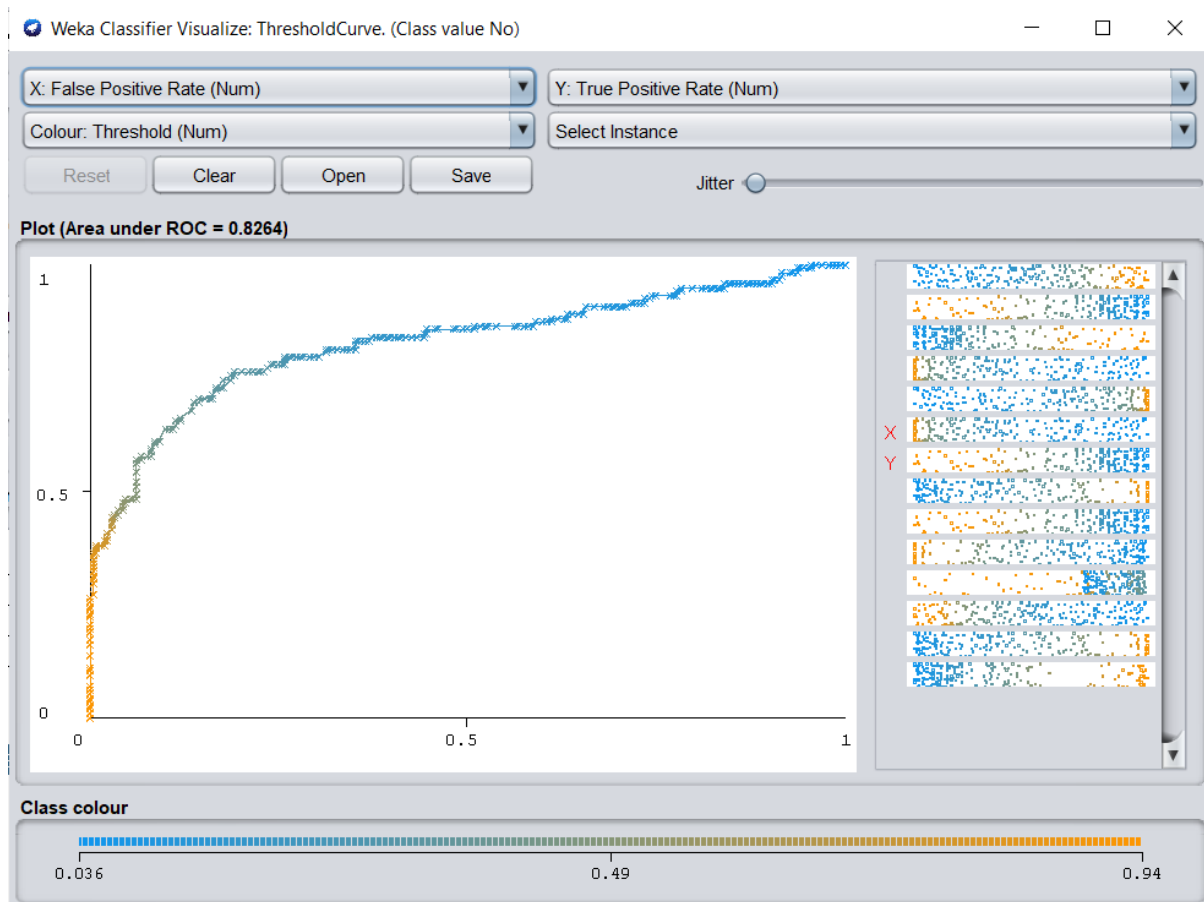 Weka Classifier Visualize: ThresholdCurve. (Class value No)
X: False Positive Rate (Num) Y: True Positive Rate (Num)
Colour: Threshold (Num) Select Instance
Reset Clear Open Save Jitter
Plot (Area under ROC = 0.8264)
1
0.5
0
0 0.5 1
X
Y
Class colour
0.036 0.49 0.94